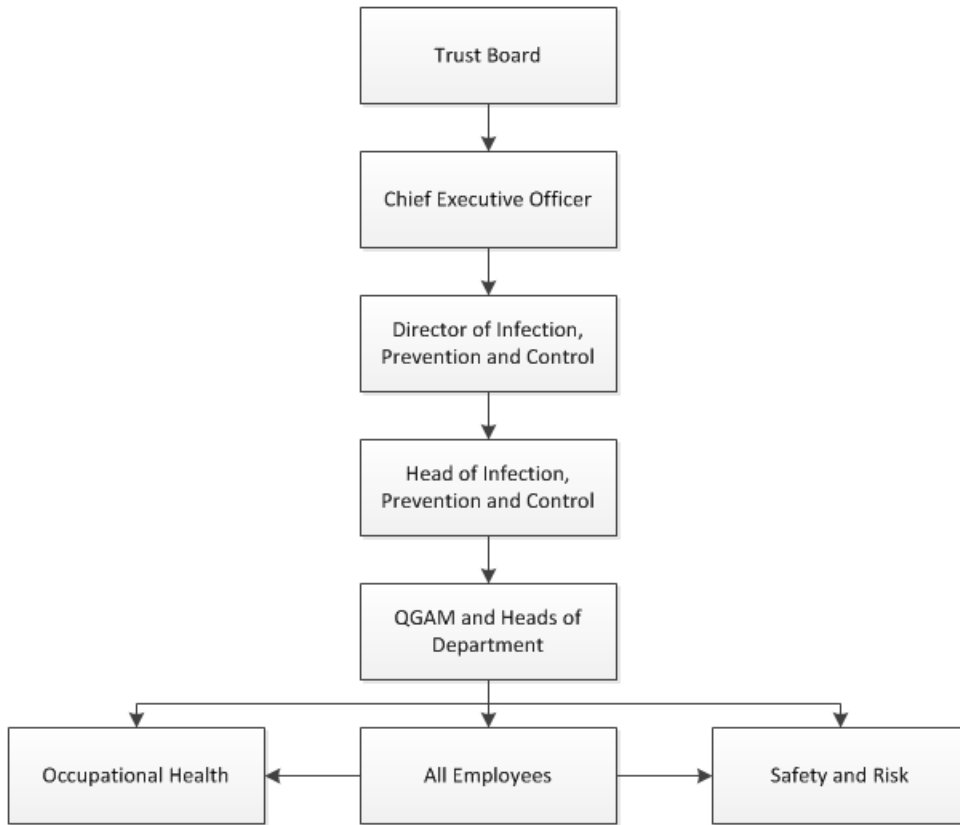 Trust Board
Chief Executive Officer
Director of Infection,
Prevention and Control
Head of Infection,
Prevention and Control
QGAM and Heads of
Department
Occupational Health
All Employees
Safety and Risk